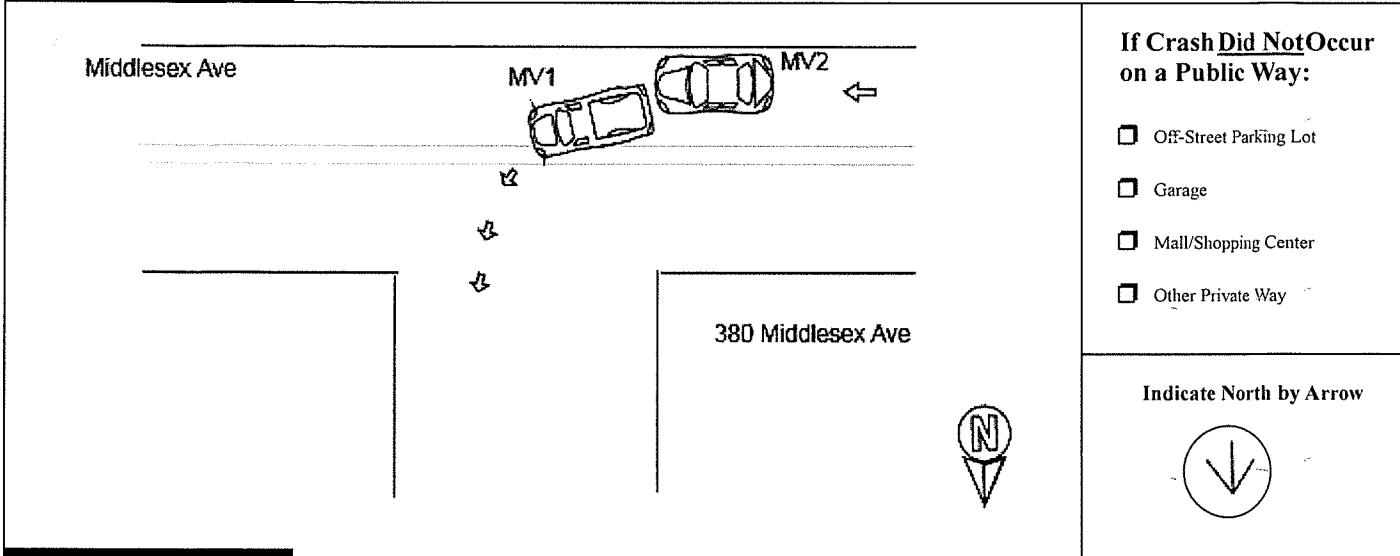 Middlesex Ave
MV1
MV2
380 Middlesex Ave
N
If Crash Did Not Occur
on a Public Way:
Off-Street Parking Lot
Garage
Mall/Shopping Center
Other Private Way
Indicate North by Arrow